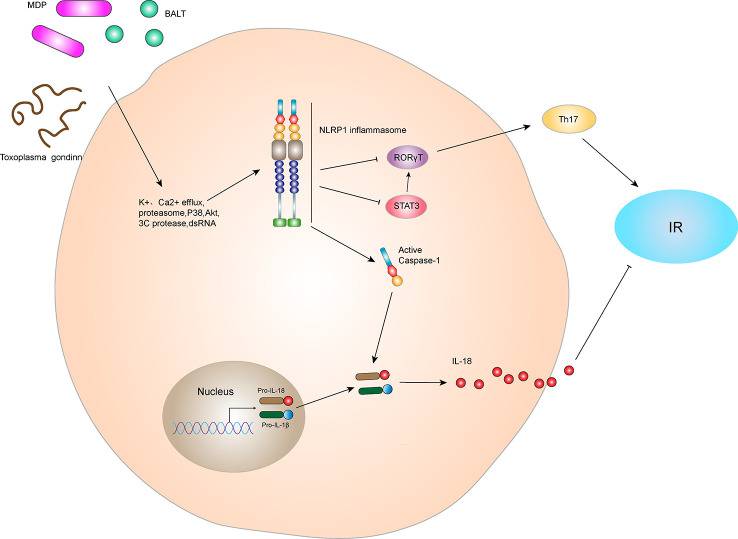 MDP
BALT
Toxoplasma gondinn
K+、Ca2+ efflux,
proteasome,P38,Akt,
3C protease,dsRNA
NLRP1 inflammasome
RORγT
STAT3
Th17
IR
Active
Caspase-1
IL-18
Nucleus
Pro-IL-18
Pro-IL-1β